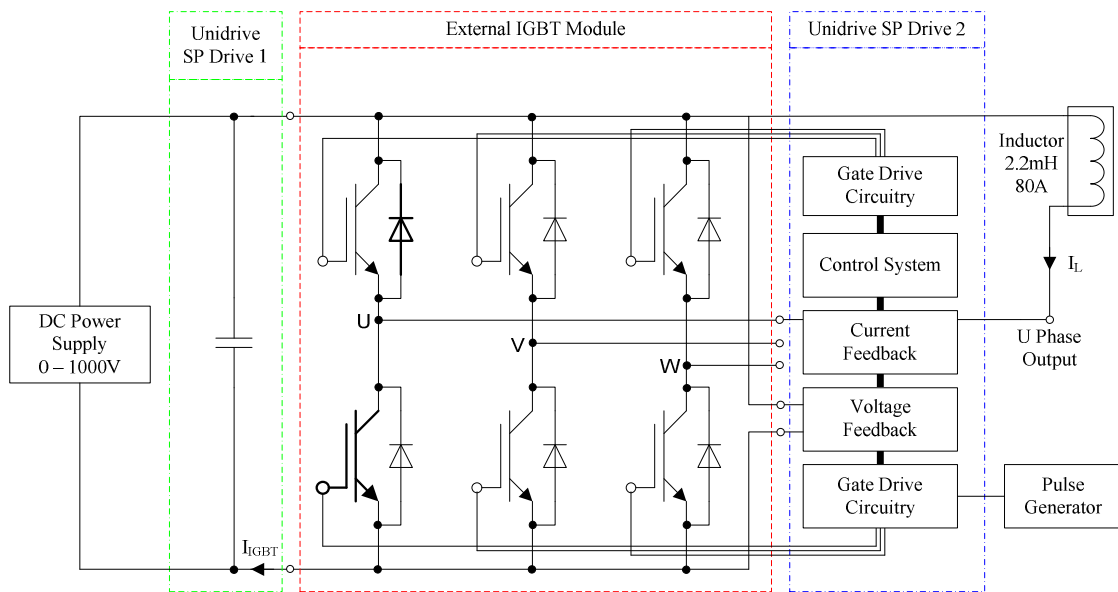 Unidrive
SP Drive 1
External IGBT Module
Unidrive SP Drive 2
Inductor
2.2mH
80A
Gate Drive
Circuitry
Control System
I_L
DC Power
Supply
0 – 1000V
U
V
W
Current
Feedback
U Phase
Output
Voltage
Feedback
Gate Drive
Circuitry
Pulse
Generator
I_IGBT